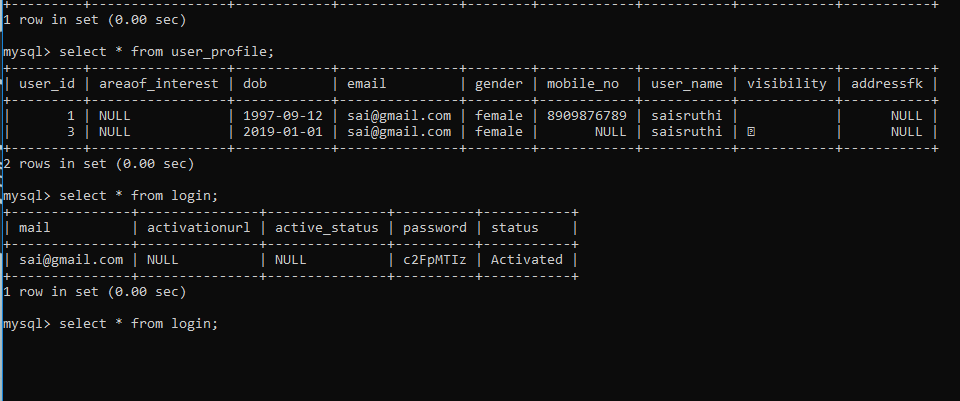 +---------+------------------+------------+---------------+--------+------------+-----------+------------+-----------+
1 row in set (0.00 sec)
mysql> select * from user_profile;
+---------+------------------+------------+---------------+--------+------------+-----------+------------+-----------+
| user_id | areaof_interest | dob        | email         | gender | mobile_no  | user_name | visibility | addressfk |
+---------+------------------+------------+---------------+--------+------------+-----------+------------+-----------+
|       1 | NULL            | 1997-09-12 | sai@gmail.com | female | 8909876789 | saisruthi |            |      NULL |
|       3 | NULL            | 2019-01-01 | sai@gmail.com | female |       NULL | saisruthi | |      NULL |
+---------+------------------+------------+---------------+--------+------------+-----------+------------+-----------+
2 rows in set (0.00 sec)
mysql> select * from login;
+---------------+---------------+---------------+----------+-----------+
| mail          | activationurl | active_status | password | status    |
+---------------+---------------+---------------+----------+-----------+
| sai@gmail.com | NULL          | NULL          | c2FpMTIz | Activated |
+---------------+---------------+---------------+----------+-----------+
1 row in set (0.00 sec)
mysql> select * from login;